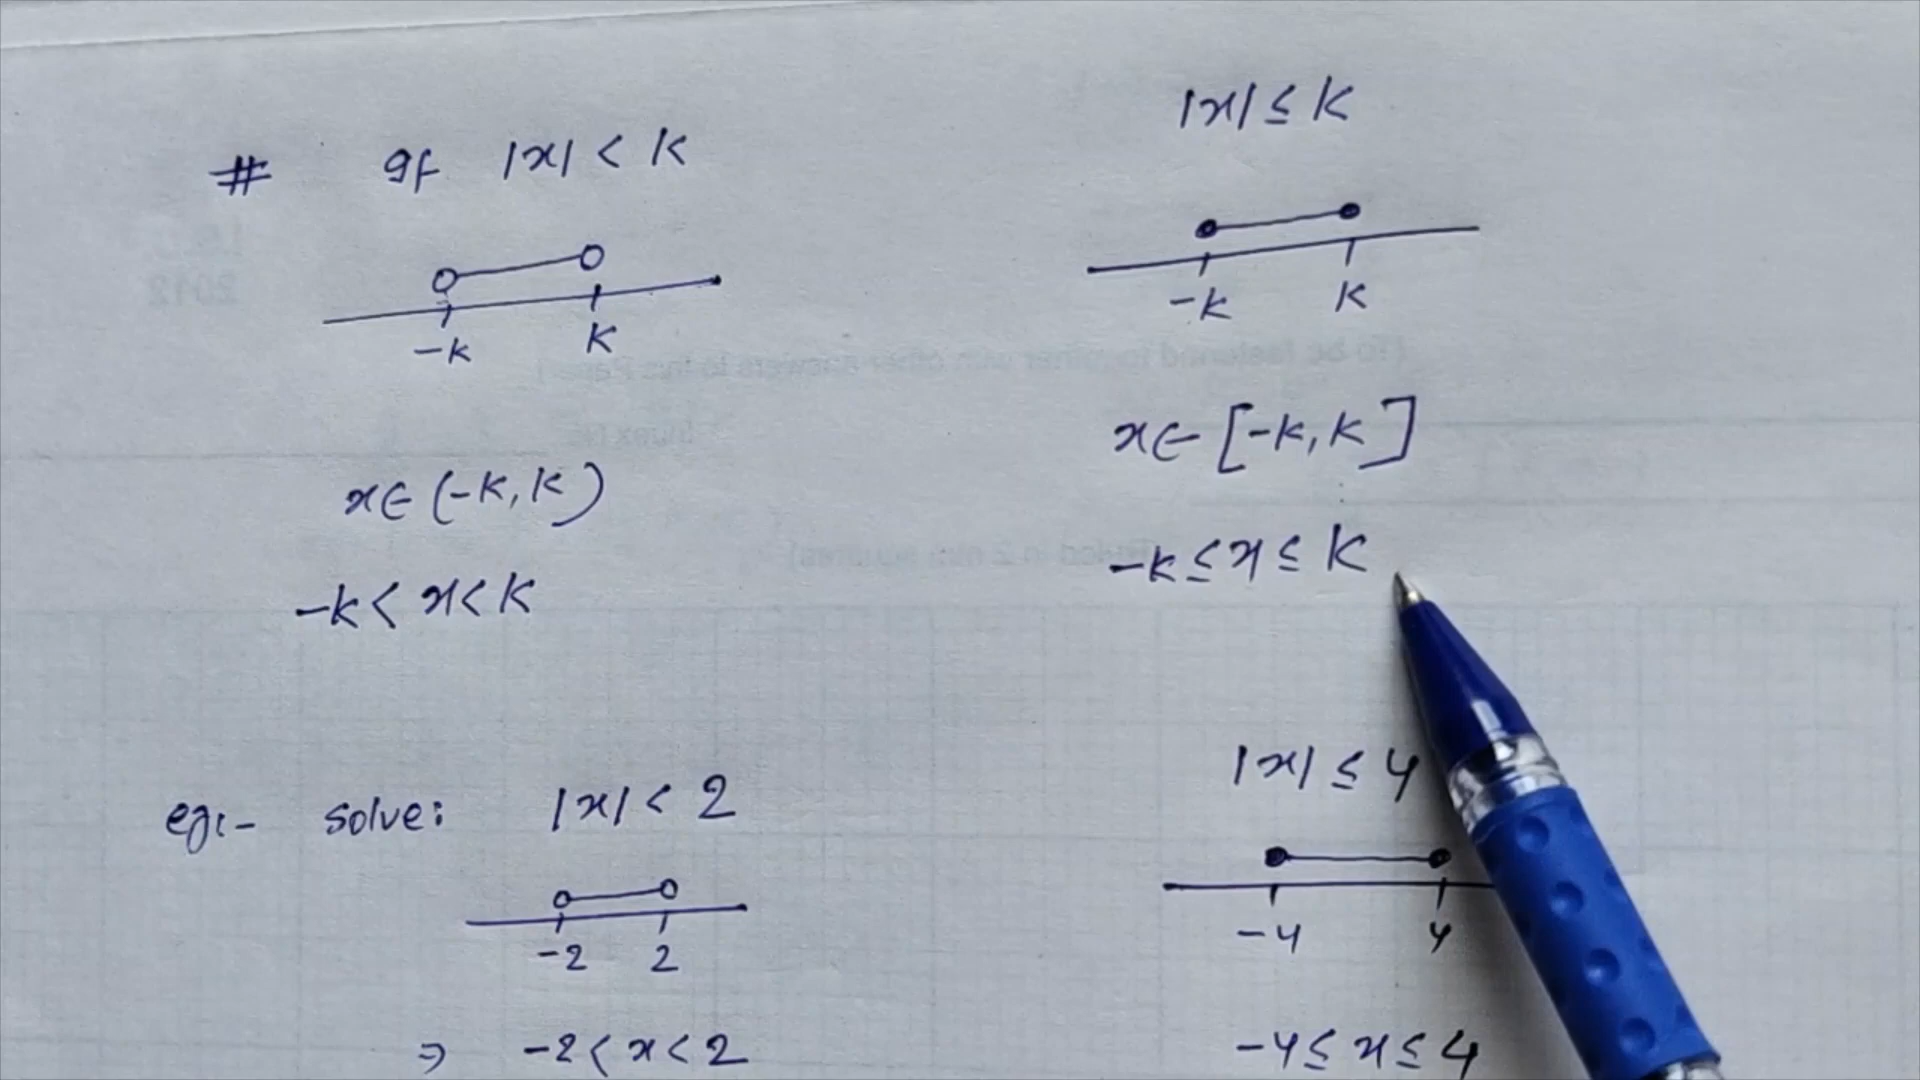 |x| ≤ k
# If |x| < k
-k k
-k k
x∈ [-k, k]
x∈ (-k, k)
-k ≤ x ≤ k
-k < x < k
|x| ≤ 4
eg:- solve: |x| < 2
-4 4
-2 2
⇒ -2 < x < 2
-4 ≤ x ≤ 4